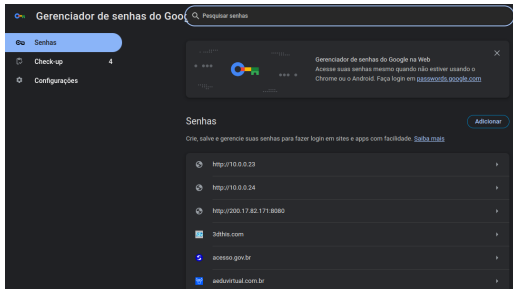 Gerenciador de senhas do Goo
Pesquisar senhas
Senhas
Check-up 4
Configurações
Gerenciador de senhas do Google na Web
Acesse suas senhas mesmo quando não estiver usando o
Chrome ou o Android. Faça login em passwords.google.com
Senhas
Adicionar
Crie, salve e gerencie suas senhas para fazer login em sites e apps com facilidade. Saiba mais
http://10.0.0.23
http://10.0.0.24
http://200.17.82.171:8080
3dthis.com
acesso.gov.br
aeduvirtual.com.br